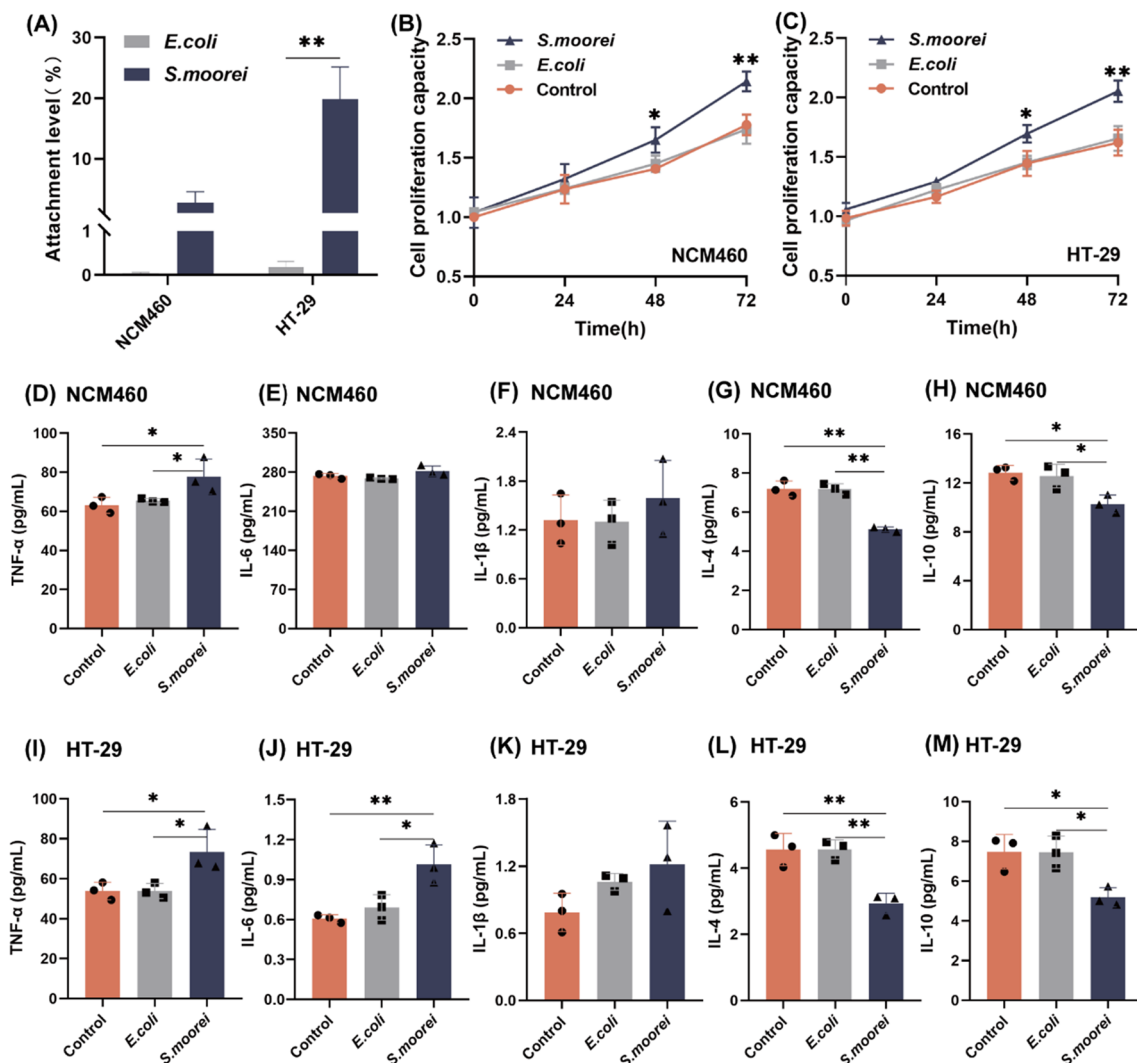 (A)
E.coli
S.moorei
**
Attachment level ( % )
30
20
10
1
0
NCM460
HT-29
(B)
S.moorei
E.coli
Control
*
**
Cell proliferation capacity
2.5
2.0
1.5
1.0
0.5
NCM460
0
24
48
72
Time(h)
(C)
S.moorei
E.coli
Control
*
**
Cell proliferation capacity
2.5
2.0
1.5
1.0
0.5
HT-29
0
24
48
72
Time(h)
(D) NCM460
*
*
TNF-α (pg/mL)
100
80
60
40
20
0
Control
E.coli
S.moorei
(E) NCM460
IL-6 (pg/mL)
350
280
210
140
70
0
Control
E.coli
S.moorei
(F) NCM460
IL-1β (pg/mL)
2.4
1.8
1.2
0.6
0.0
Control
E.coli
S.moorei
(G) NCM460
**
**
IL-4 (pg/mL)
10
8
6
4
2
0
Control
E.coli
S.moorei
(H) NCM460
*
*
IL-10 (pg/mL)
16
12
8
4
0
Control
E.coli
S.moorei
(I) HT-29
*
*
TNF-α (pg/mL)
100
80
60
40
20
0
Control
E.coli
S.moorei
(J) HT-29
**
*
IL-6 (pg/mL)
1.5
1.2
0.9
0.6
0.3
0.0
Control
E.coli
S.moorei
(K) HT-29
IL-1β (pg/mL)
1.8
1.2
0.6
0.0
Control
E.coli
S.moorei
(L) HT-29
**
**
IL-4 (pg/mL)
6
4
2
0
Control
E.coli
S.moorei
(M) HT-29
*
*
IL-10 (pg/mL)
10
8
6
4
2
0
Control
E.coli
S.moorei